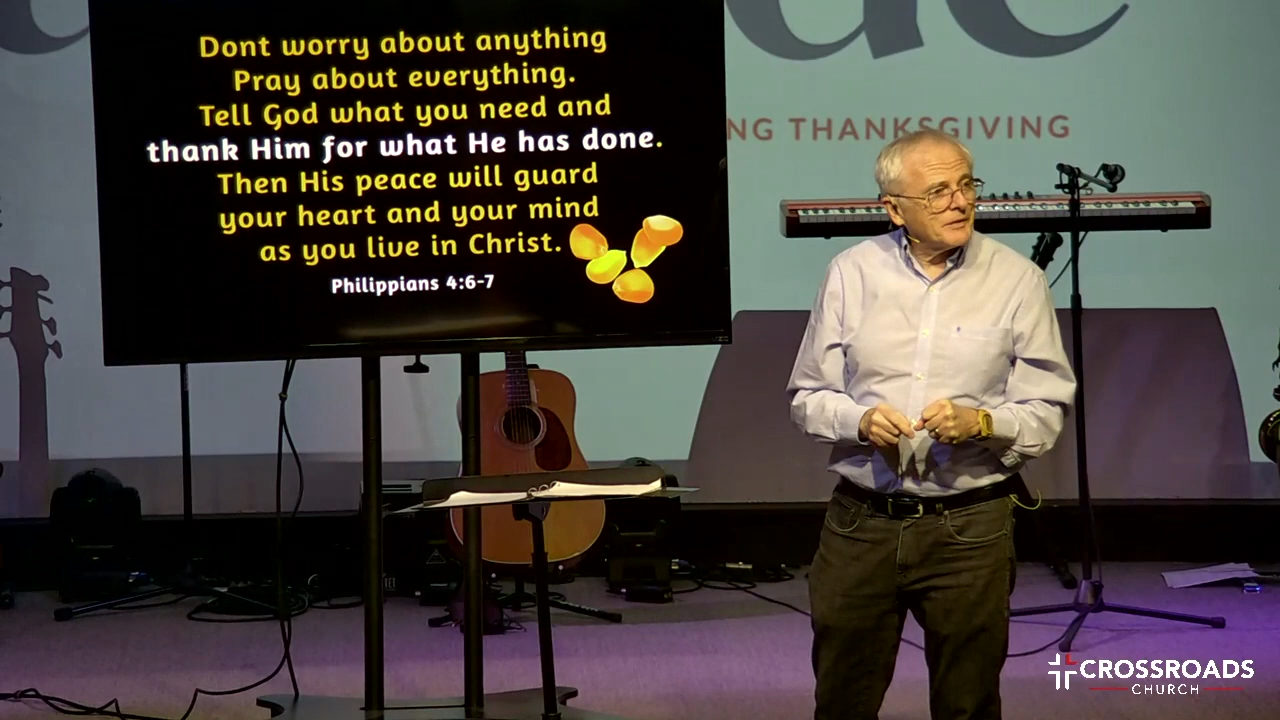 Dont worry about anything
Pray about everything.
Tell God what you need and
thank Him for what He has done.
Then His peace will guard
your heart and your mind
as you live in Christ.
Philippians 4:6-7
THANKSGIVING
CROSSROADS
CHURCH